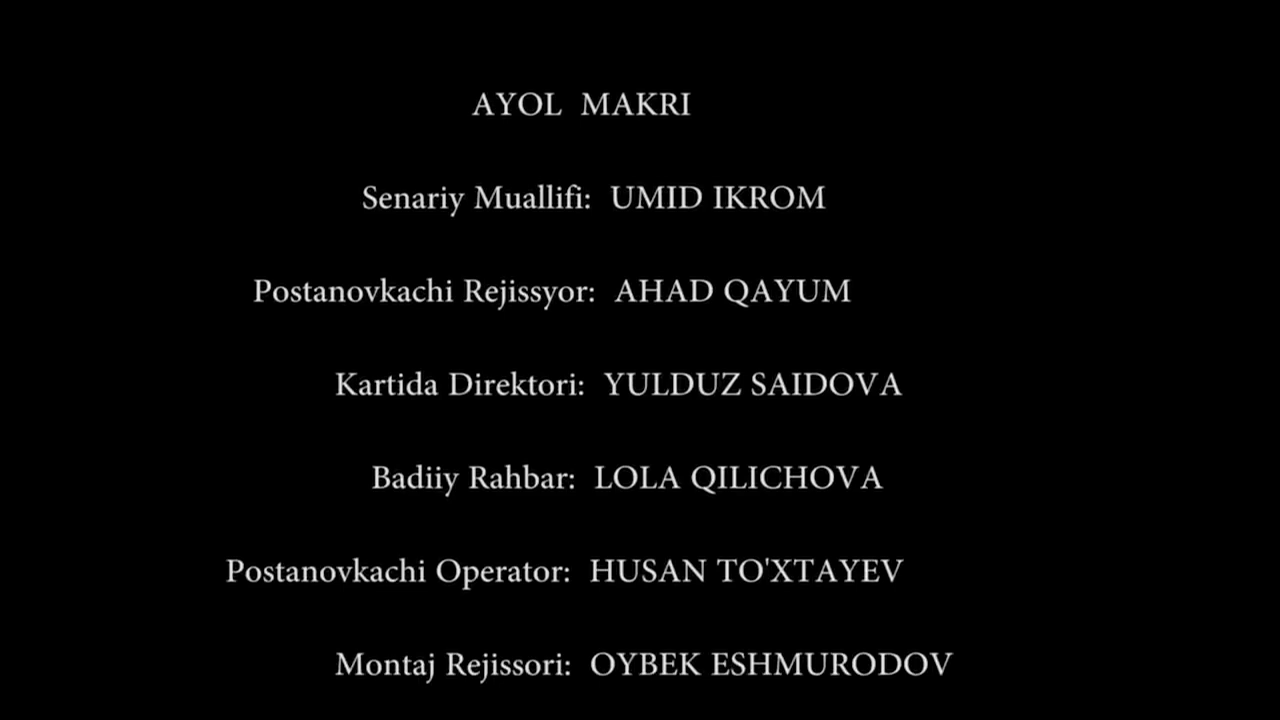 AYOL MAKRI
Senariy Muallifi: UMID IKROM
Postanovkachi Rejissyor: AHAD QAYUM
Kartida Direktori: YULDUZ SAIDOVA
Badiiy Rahbar: LOLA QILICHOVA
Postanovkachi Operator: HUSAN TO'XTAYEV
Montaj Rejissori: OYBEK ESHMURODOV